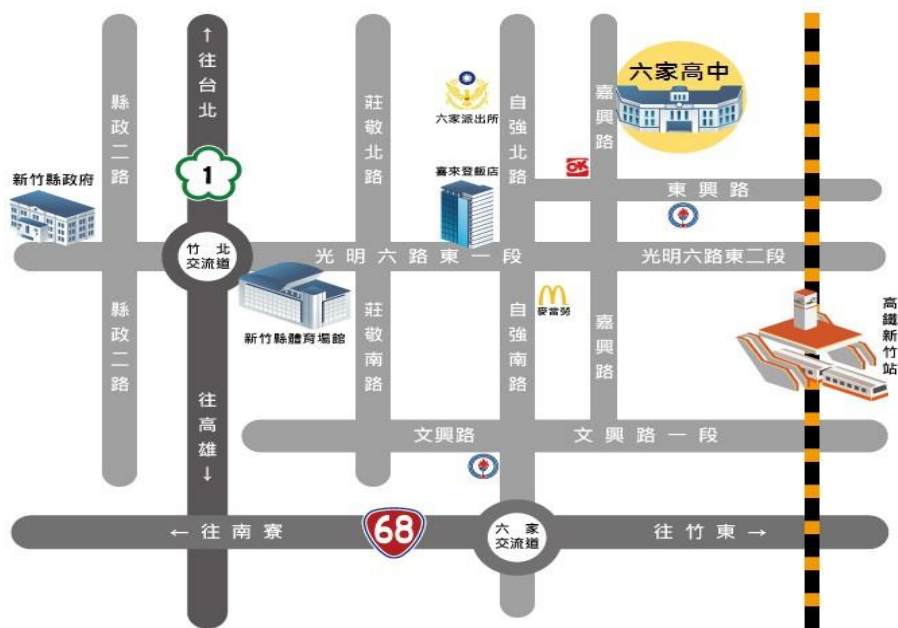 ↑往台北
縣政二路
莊敬北路
自強北路
嘉興路
六家高中
六家派出所
新竹縣政府
1
喜來登飯店
OK
東興路
竹北
交流道
光明六路東一段
光明六路東二段
麥當勞
新竹縣體育場館
縣政二路
莊敬南路
自強南路
嘉興路
高鐵新竹站
往高雄↓
文興路
文興路一段
←往南寮
68
六家
交流道
往竹東→